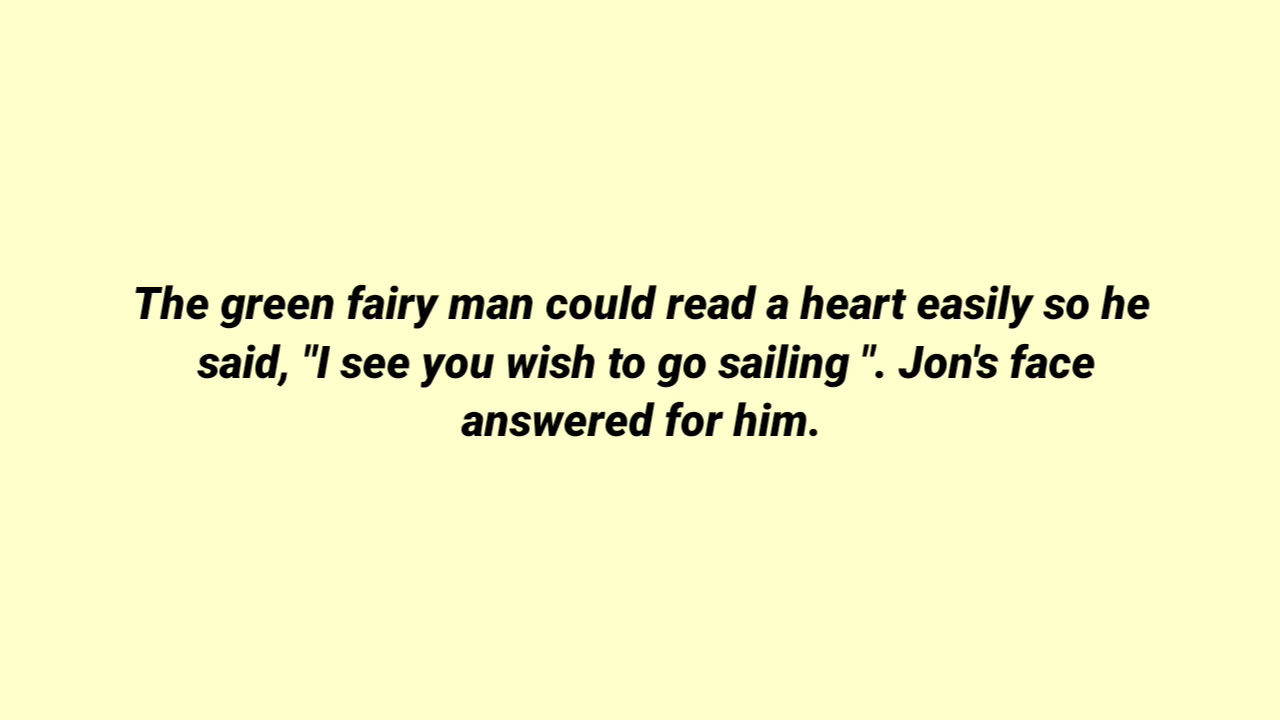 The green fairy man could read a heart easily so he
said, "I see you wish to go sailing ". Jon's face
answered for him.